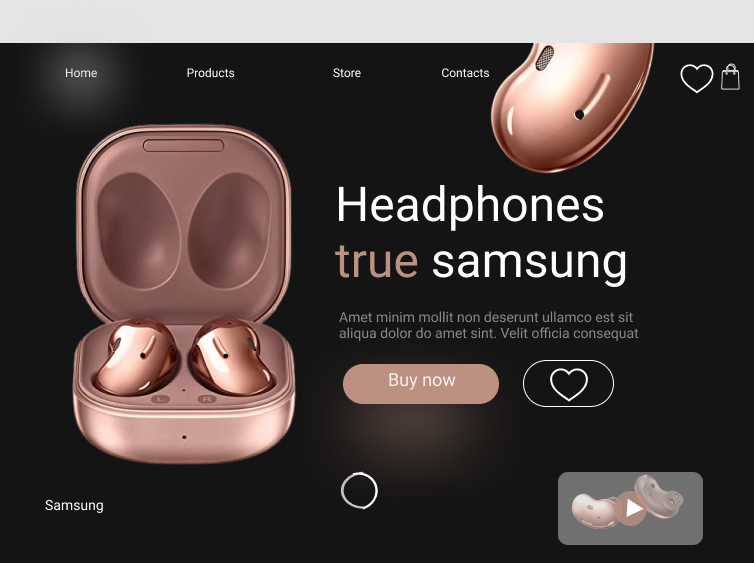 Home
Products
Store
Contacts
Headphones
true samsung
Amet minim mollit non deserunt ullamco est sit
aliqua dolor do amet sint. Velit officia consequat
Buy now
L
R
Samsung